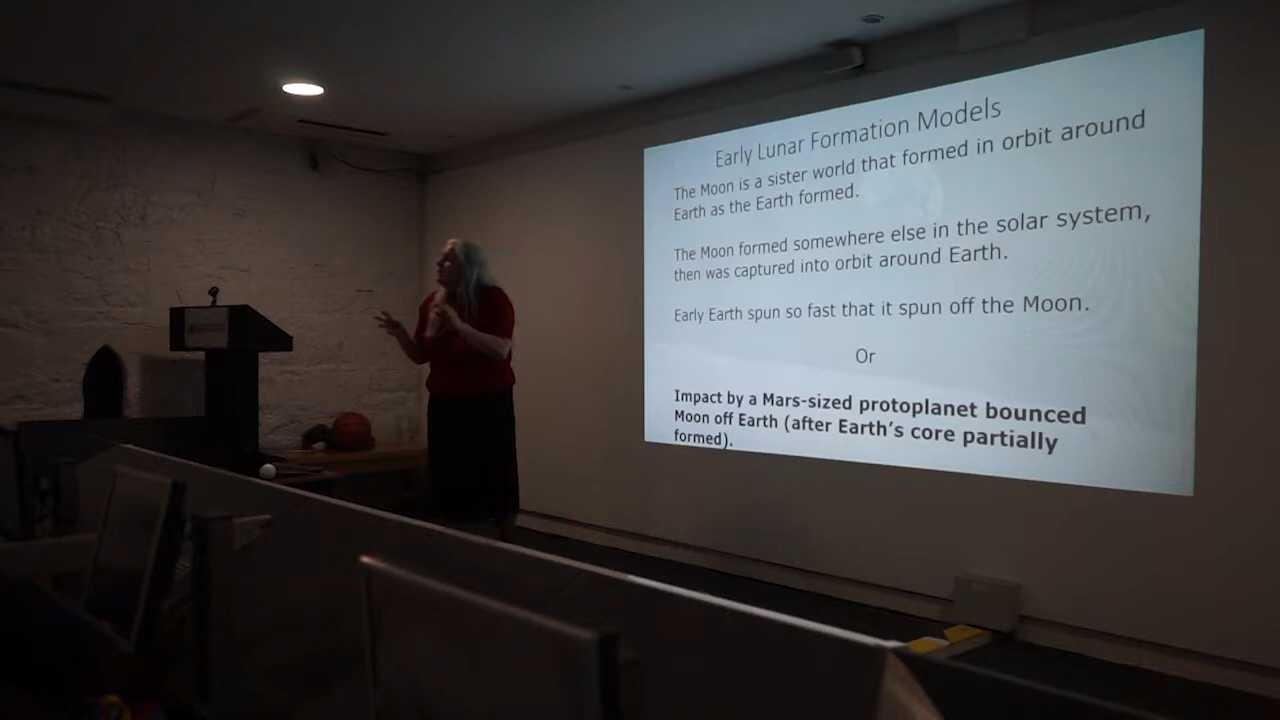 Early Lunar Formation Models
The Moon is a sister world that formed in orbit around
Earth as the Earth formed.
The Moon formed somewhere else in the solar system,
then was captured into orbit around Earth.
Early Earth spun so fast that it spun off the Moon.
Or
Impact by a Mars-sized protoplanet bounced
Moon off Earth (after Earth’s core partially
formed).